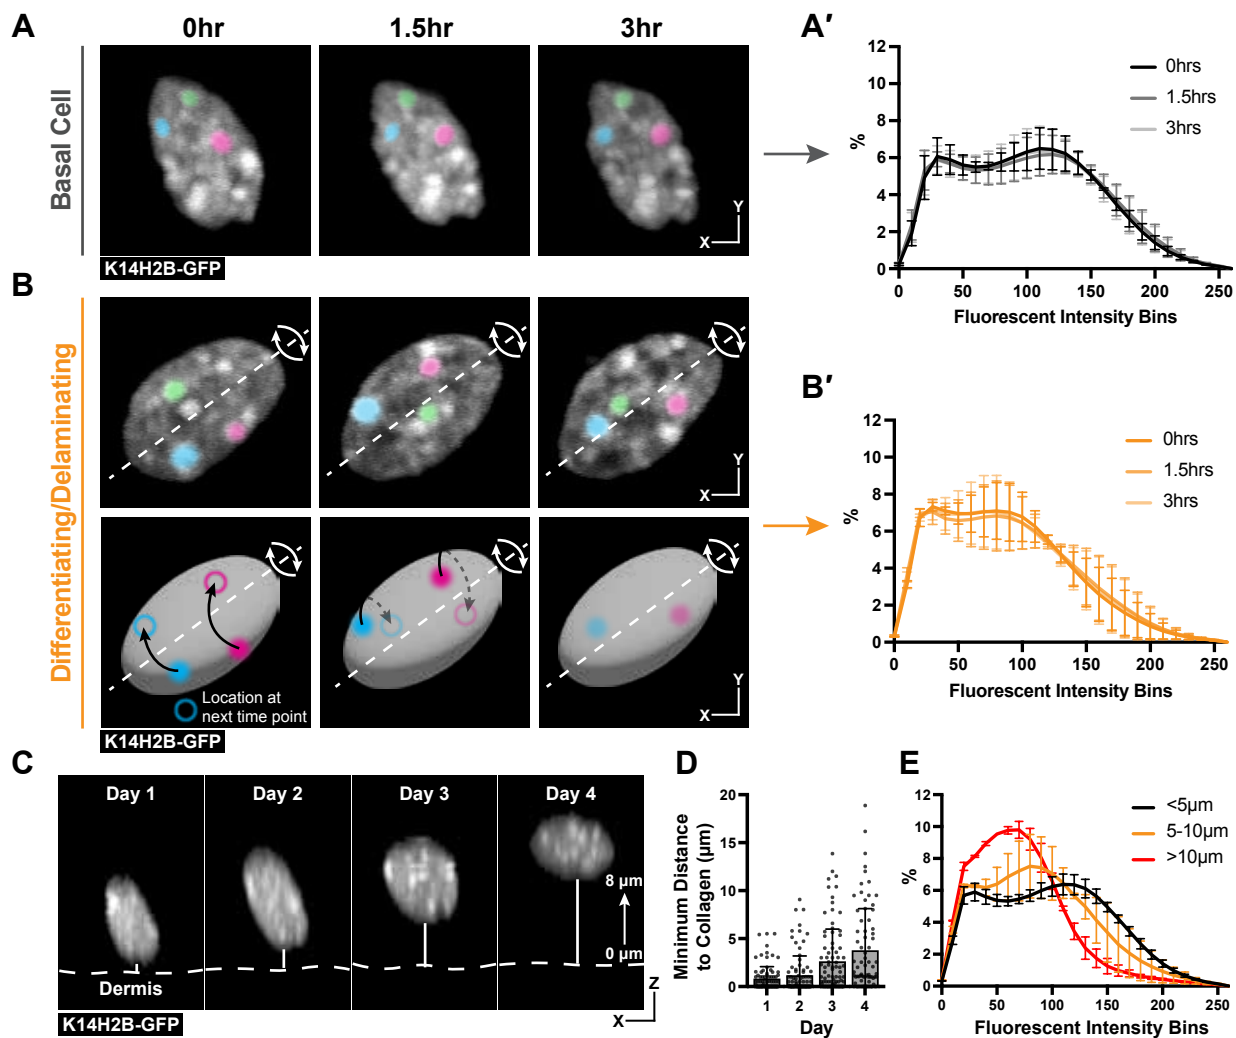 A
0hr
1.5hr
3hr
Basal Cell
Y
X
K14H2B-GFP
A′
12
10
8
6
4
2
0
%
0hrs
1.5hrs
3hrs
0
50
100
150
200
250
Fluorescent Intensity Bins
B
Differentiating/Delaminating
Y
X
Location at
next time point
Y
X
K14H2B-GFP
B′
12
10
8
6
4
2
0
%
0hrs
1.5hrs
3hrs
0
50
100
150
200
250
Fluorescent Intensity Bins
C
Day 1
Day 2
Day 3
Day 4
8 µm
0 µm
Dermis
Z
X
K14H2B-GFP
D
20
15
10
5
0
Minimum Distance
to Collagen (µm)
1
2
3
4
Day
E
12
10
8
6
4
2
0
%
<5µm
5-10µm
>10µm
0
50
100
150
200
250
Fluorescent Intensity Bins